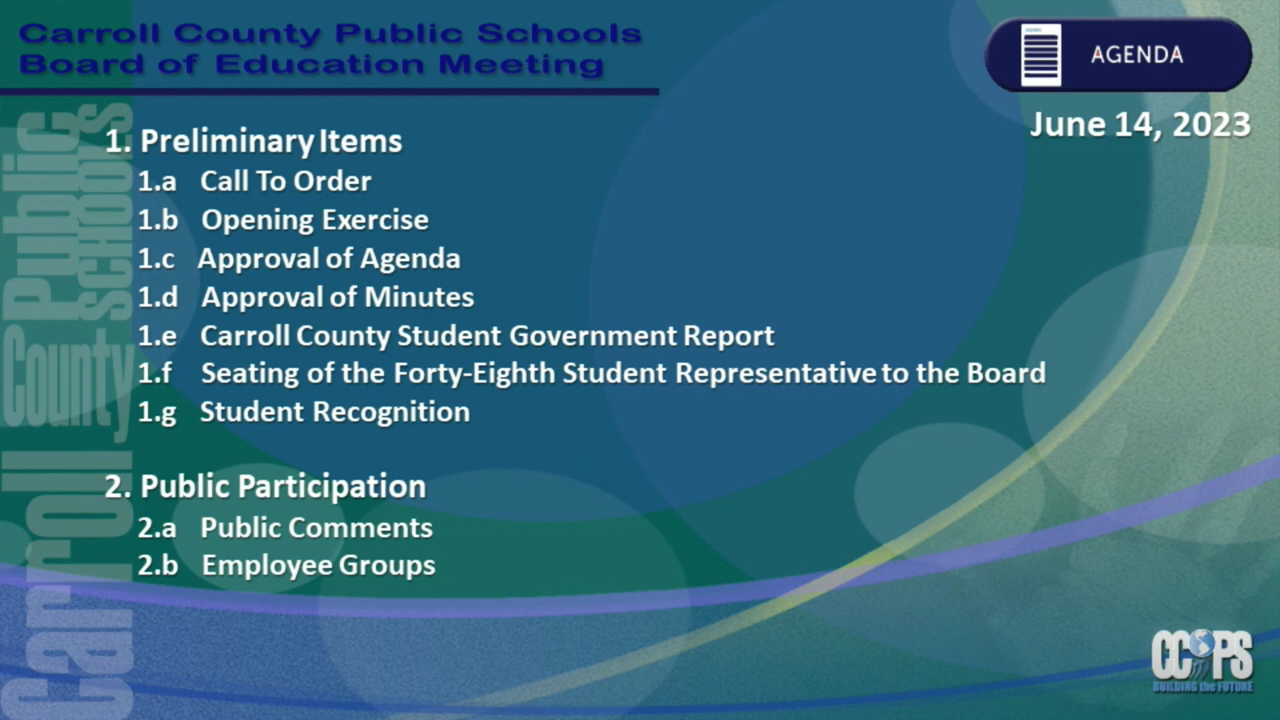 Carroll County Public Schools
Board of Education Meeting
AGENDA
June 14, 2023
1. Preliminary Items
1.a Call To Order
1.b Opening Exercise
1.c Approval of Agenda
1.d Approval of Minutes
1.e Carroll County Student Government Report
1.f Seating of the Forty-Eighth Student Representative to the Board
1.g Student Recognition
2. Public Participation
2.a Public Comments
2.b Employee Groups
Carroll County Public Schools
CCPS
BUILDING the FUTURE